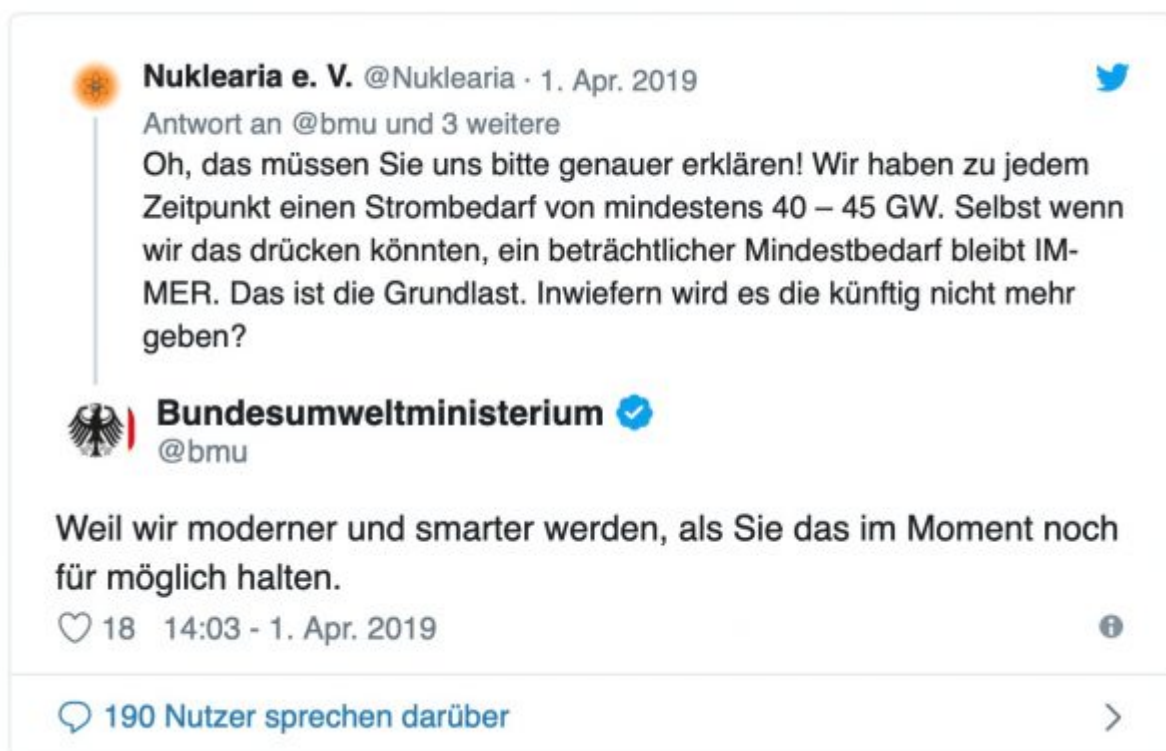 Nuklearia e. V. @Nuklearia · 1. Apr. 2019
Antwort an @bmu und 3 weitere
Oh, das müssen Sie uns bitte genauer erklären! Wir haben zu jedem
Zeitpunkt einen Strombedarf von mindestens 40 – 45 GW. Selbst wenn
wir das drücken könnten, ein beträchtlicher Mindestbedarf bleibt IM-
MER. Das ist die Grundlast. Inwiefern wird es die künftig nicht mehr
geben?
Bundesumweltministerium
@bmu
Weil wir moderner und smarter werden, als Sie das im Moment noch
für möglich halten.
18 14:03 - 1. Apr. 2019
190 Nutzer sprechen darüber